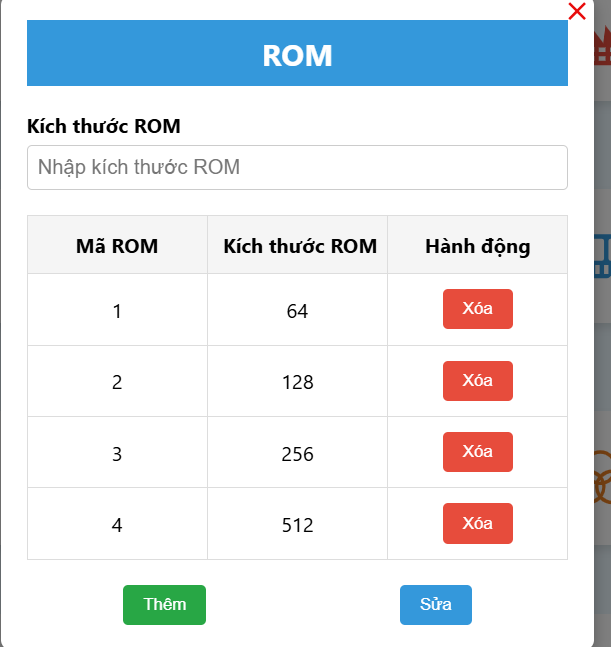 ROM
Kích thước ROM
Nhập kích thước ROM
Mã ROM Kích thước ROM Hành động
1 64 Xóa
2 128 Xóa
3 256 Xóa
4 512 Xóa
Thêm Sửa